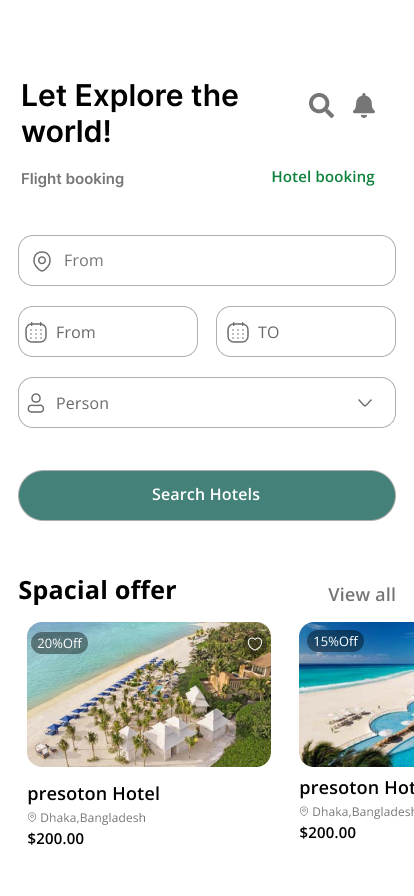 Let Explore the
world!
Flight booking
Hotel booking
From
From
TO
Person
Search Hotels
Spacial offer
View all
20%Off
15%Off
presoton Hotel
Dhaka,Bangladesh
$200.00
presoton Hot
Dhaka,Bangladesh
$200.00